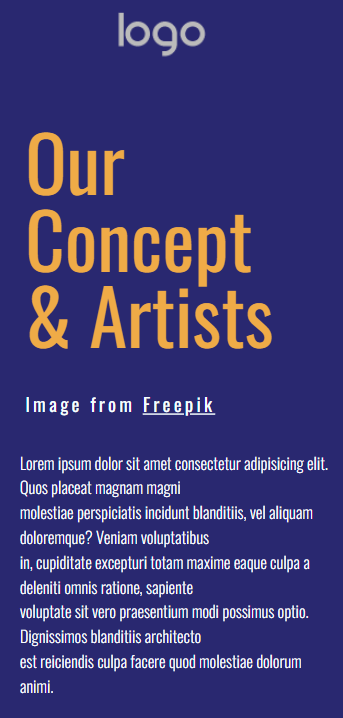 logo
Our
Concept
& Artists
Image from Freepik
Lorem ipsum dolor sit amet consectetur adipisicing elit.
Quos placeat magnam magni
molestiae perspiciatis incidunt blanditiis, vel aliquam
doloremque? Veniam voluptatibus
in, cupiditate excepturi totam maxime eaque culpa a
deleniti omnis ratione, sapiente
voluptate sit vero praesentium modi possimus optio.
Dignissimos blanditiis architecto
est reiciendis culpa facere quod molestiae dolorum
animi.